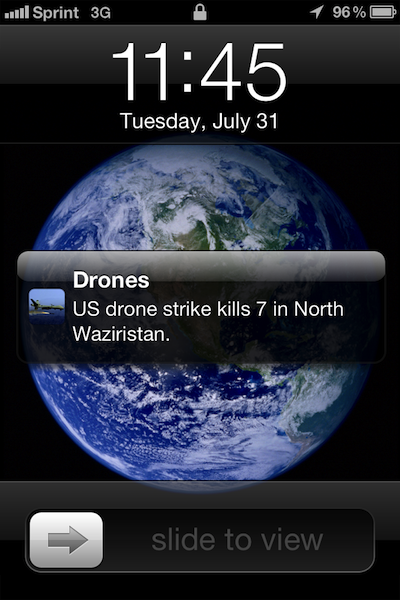 Sprint 3G 96%
11:45
Tuesday, July 31
Drones
US drone strike kills 7 in North
Waziristan.
slide to view